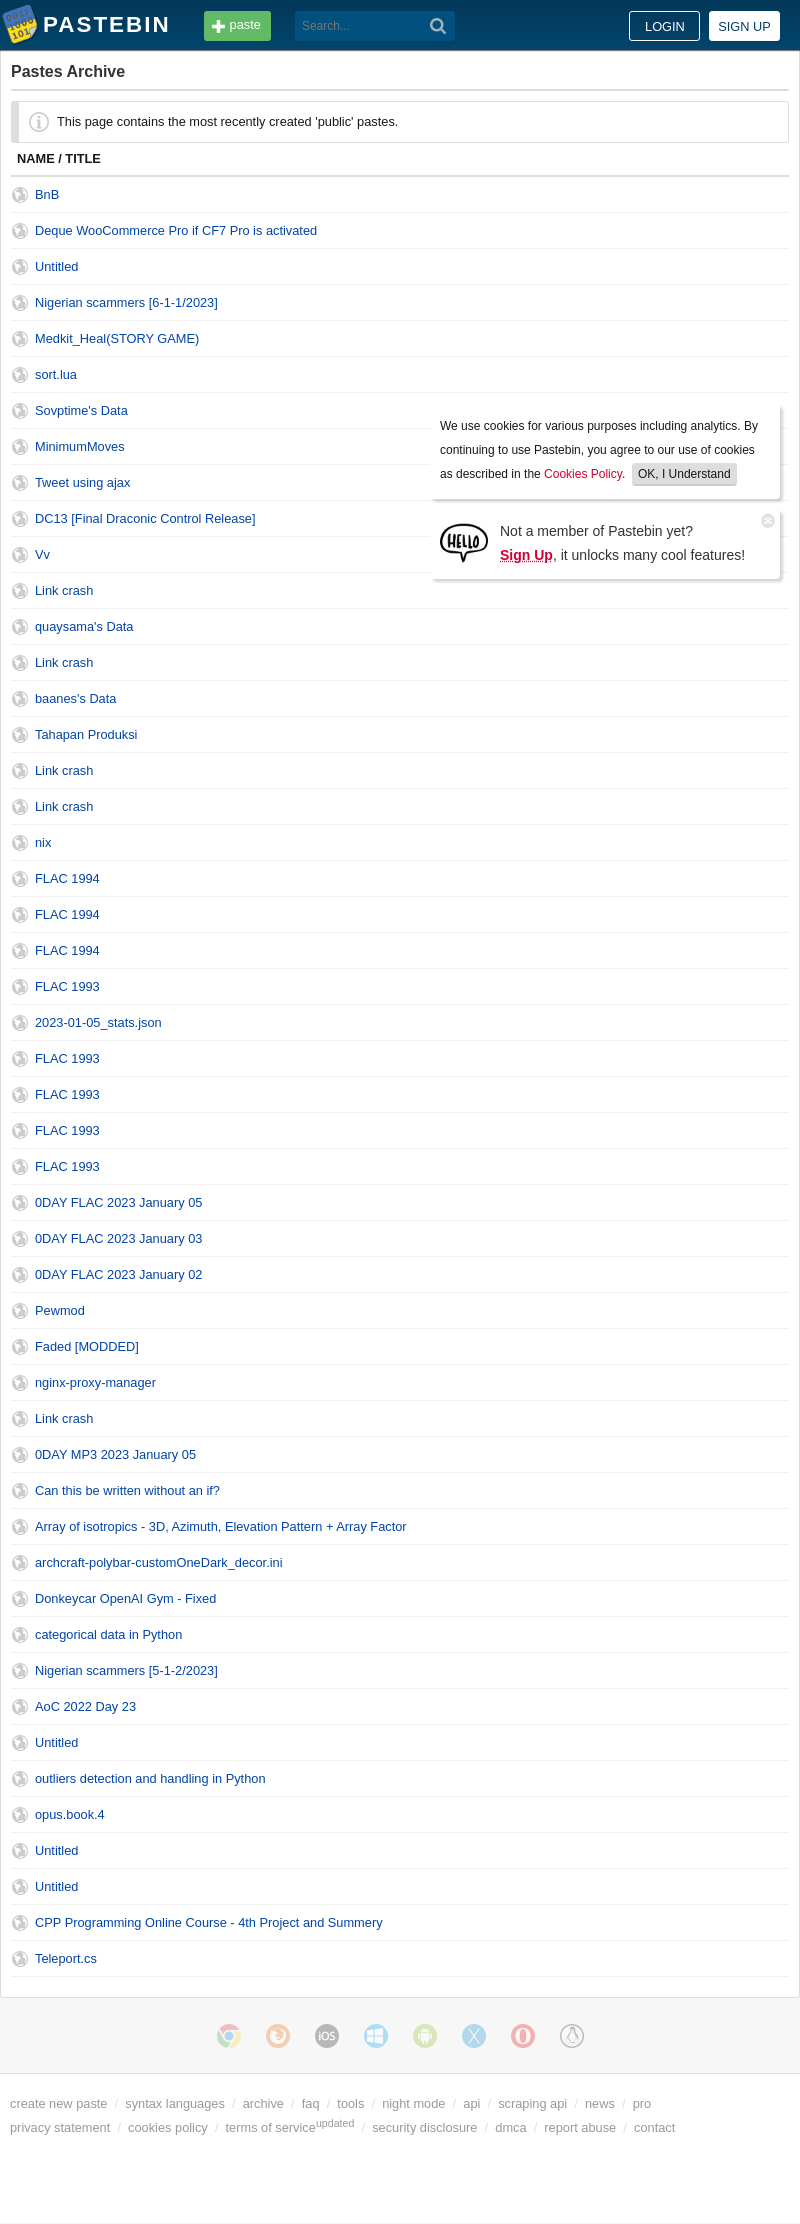 PASTEBIN paste Search... LOGIN SIGN UP
Pastes Archive
This page contains the most recently created 'public' pastes.
NAME / TITLE
BnB
Deque WooCommerce Pro if CF7 Pro is activated
Untitled
Nigerian scammers [6-1-1/2023]
Medkit_Heal(STORY GAME)
sort.lua
Sovptime's Data
MinimumMoves
Tweet using ajax
DC13 [Final Draconic Control Release]
Vv
We use cookies for various purposes including analytics. By
continuing to use Pastebin, you agree to our use of cookies
as described in the Cookies Policy. OK, I Understand
HELLO
Not a member of Pastebin yet?
Sign Up, it unlocks many cool features!
Link crash
quaysama's Data
Link crash
baanes's Data
Tahapan Produksi
Link crash
Link crash
nix
FLAC 1994
FLAC 1994
FLAC 1994
FLAC 1993
2023-01-05_stats.json
FLAC 1993
FLAC 1993
FLAC 1993
FLAC 1993
0DAY FLAC 2023 January 05
0DAY FLAC 2023 January 03
0DAY FLAC 2023 January 02
Pewmod
Faded [MODDED]
nginx-proxy-manager
Link crash
0DAY MP3 2023 January 05
Can this be written without an if?
Array of isotropics - 3D, Azimuth, Elevation Pattern + Array Factor
archcraft-polybar-customOneDark_decor.ini
Donkeycar OpenAI Gym - Fixed
categorical data in Python
Nigerian scammers [5-1-2/2023]
AoC 2022 Day 23
Untitled
outliers detection and handling in Python
opus.book.4
Untitled
Untitled
CPP Programming Online Course - 4th Project and Summery
Teleport.cs
iOS
create new paste / syntax languages / archive / faq / tools / night mode / api / scraping api / news / pro
privacy statement / cookies policy / terms of service updated / security disclosure / dmca / report abuse / contact